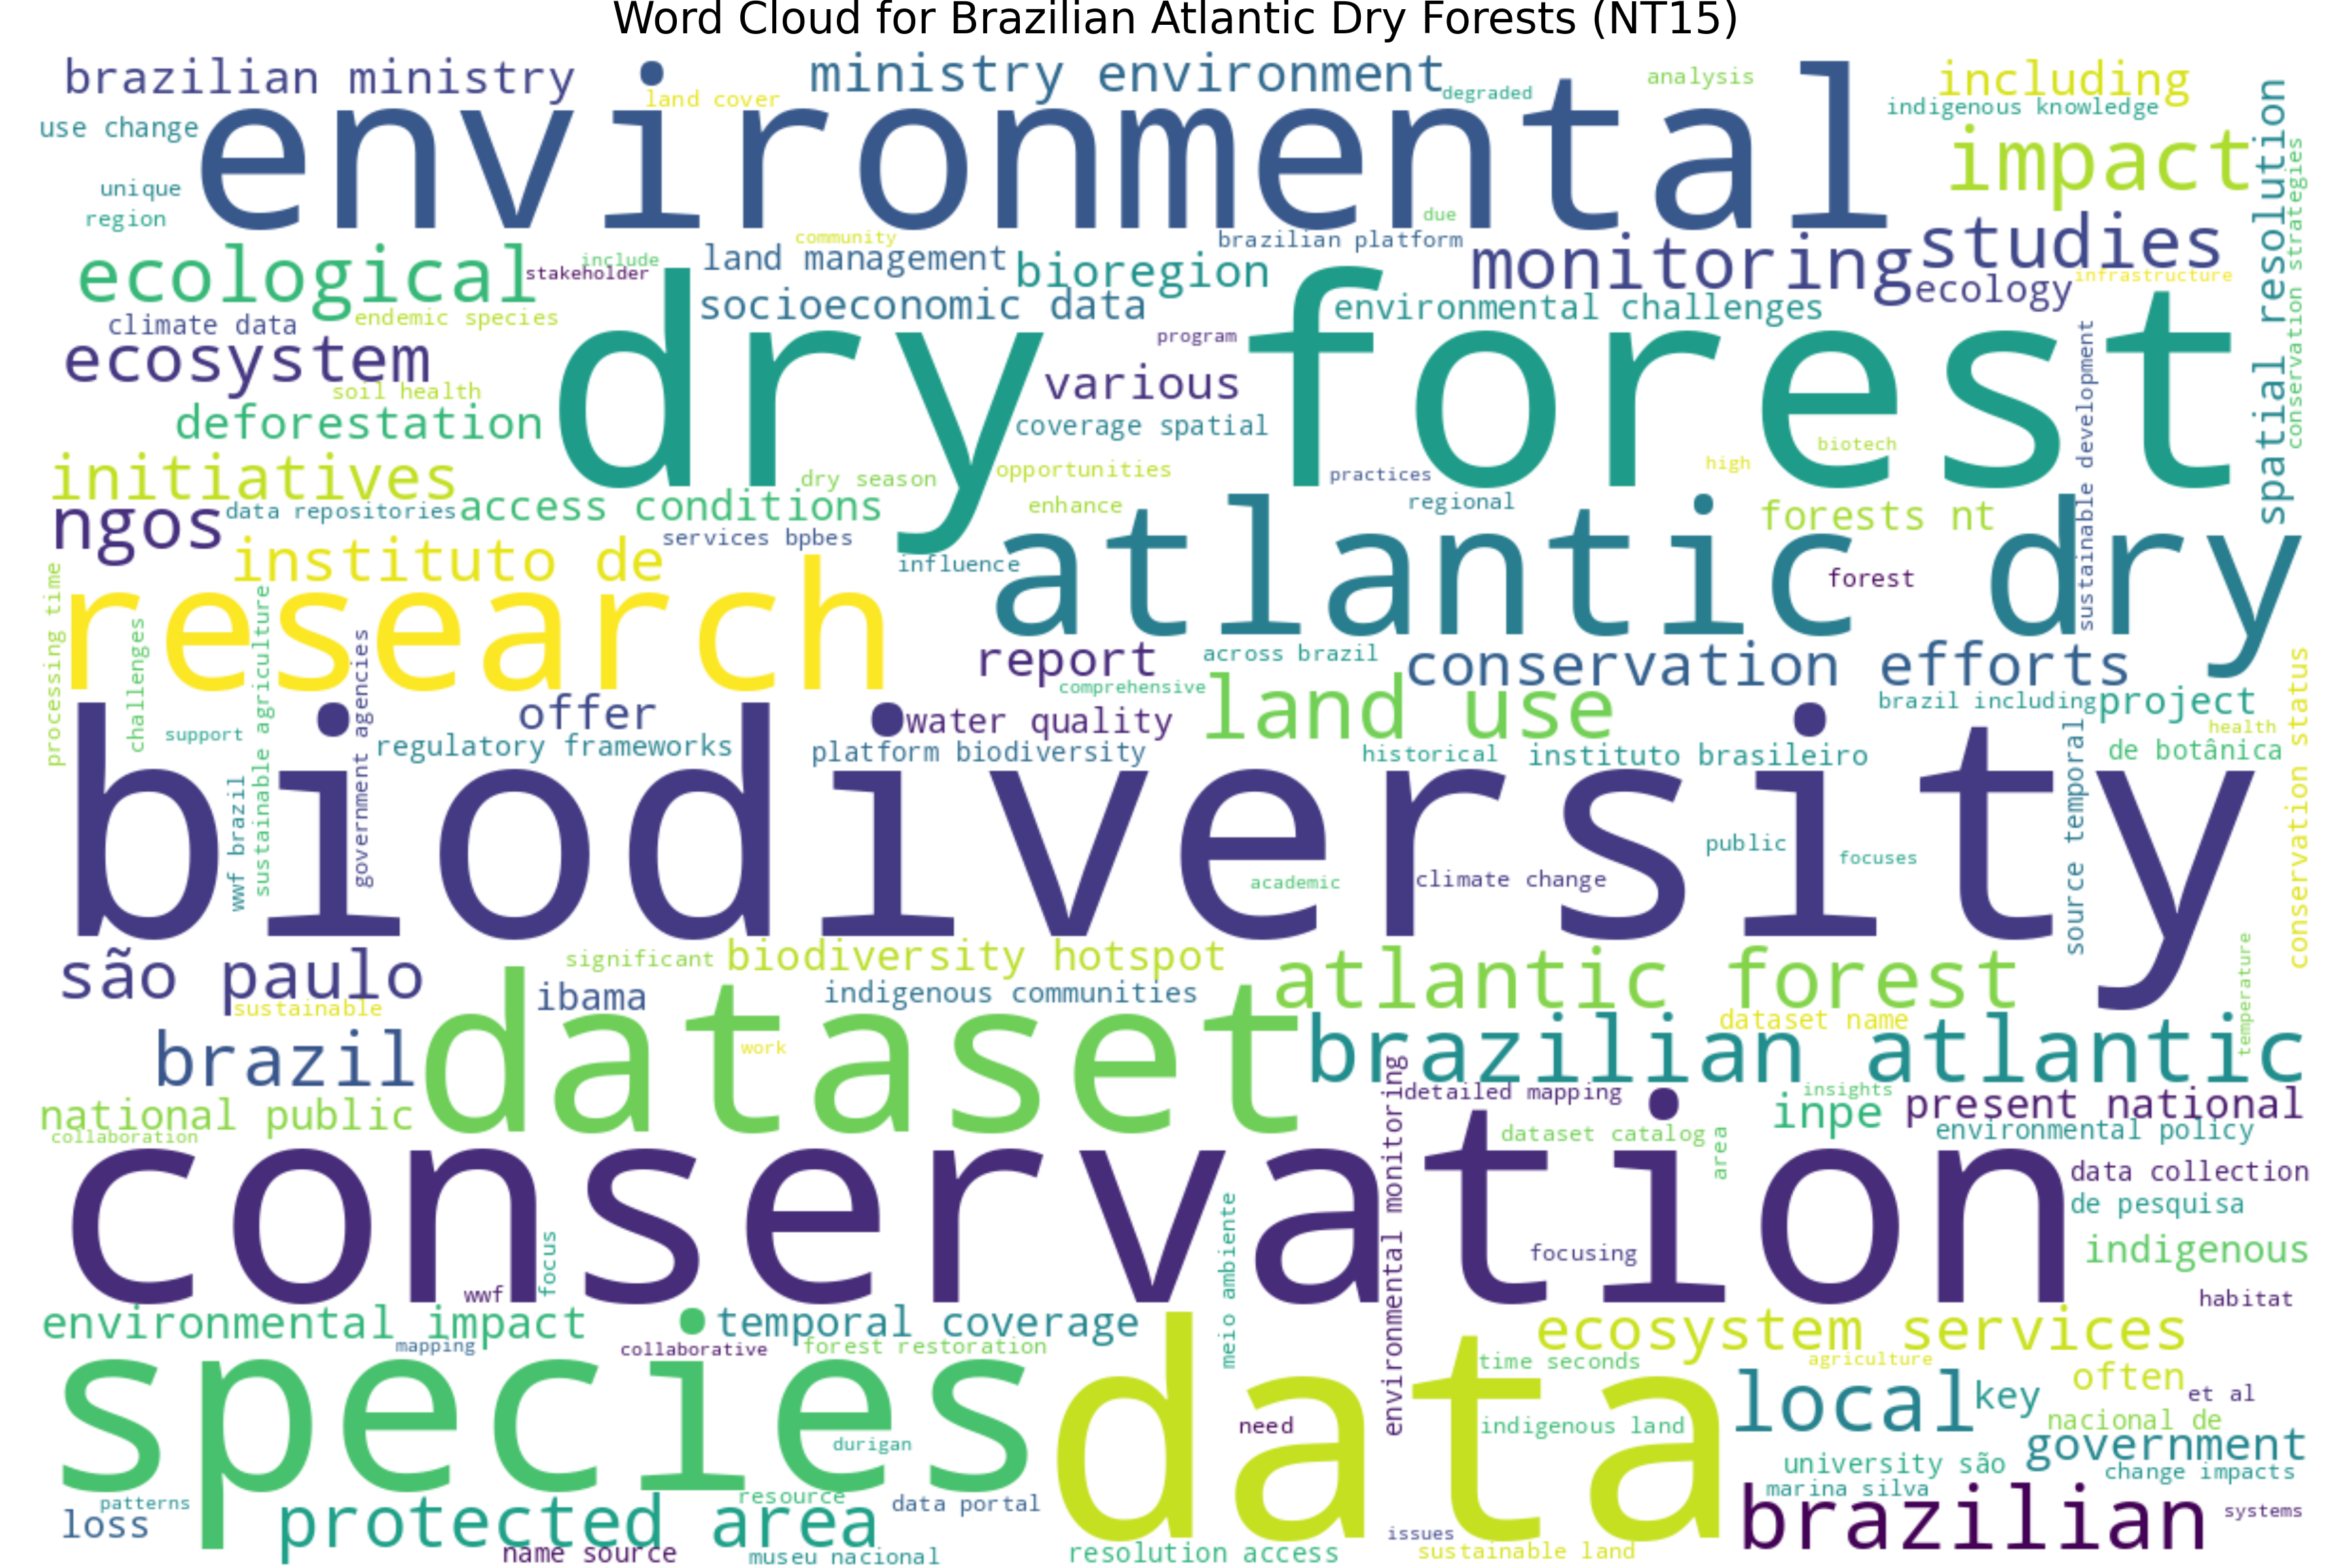 Word Cloud for Brazilian Atlantic Dry Forests (NT15)
brazilian ministry
ministry environment
analysis
including
land cover
degraded
indigenous knowledge
use change
environmental
impact
spatial resolution
conservation strategies
unique
region
due
community
brazilian platform
studies
ecological
include
stakeholder
land management
bioregion
monitoring
ecology
infrastructure
socioeconomic data
environmental challenges
climate data
endemic species
program
ecosystem
dry forest
various
sustainable development
soil health
deforestation
coverage spatial
biotech
initiatives
dry season
opportunities
practices
high
ngos
data repositories
access conditions
enhance
regional
forests nt
services bpbes
instituto de
influence
atlantic dry
forest
processing time
research
challenges
sustainable agriculture
government agencies
report
across brazil
conservation efforts
comprehensive
conservation status
offer
water quality
land use
brazil including
project
support
regulatory frameworks
platform biodiversity
historical
instituto brasileiro
health
de botânica
wwf brazil
biodiversity
source temporal
public
focuses
academic
climate change
são paulo
significant
biodiversity hotspot
atlantic forest
temperature
sustainable
ibama
indigenous communities
dataset name
brazil
dataset
work
brazilian atlantic
national public
detailed mapping
insights
inpe
present national
collaboration
environmental monitoring
dataset catalog
area
environmental policy
conservation
data collection
de pesquisa
focus
meio ambiente
focusing
indigenous
wwf
habitat
environmental impact
temporal coverage
ecosystem services
mapping
collaborative
forest restoration
time seconds
agriculture
often
species
data
local
key
et al
need
indigenous land
nacional de
durigan
government
university são
change impacts
marina silva
patterns
resource
data portal
brazilian
systems
loss
protected area
issues
name source
museu nacional
resolution access
sustainable land